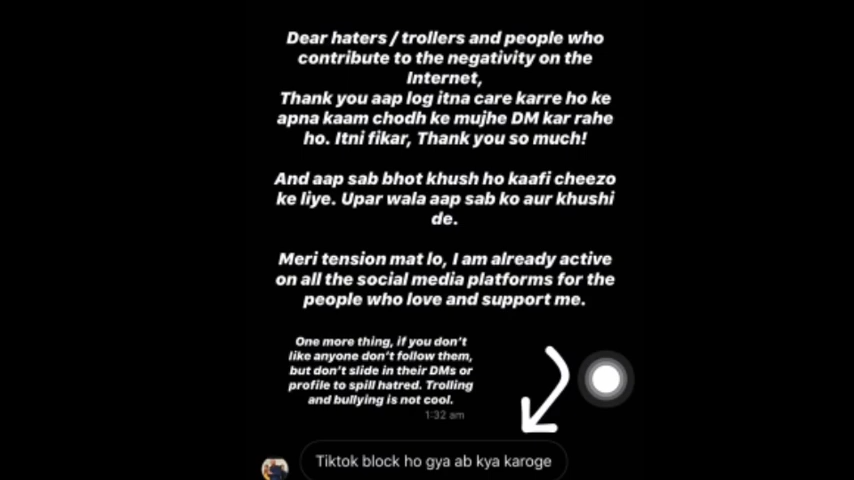 Dear haters / trollers and people who
contribute to the negativity on the
Internet,
Thank you aap log itna care karre ho ke
apna kaam chodh ke mujhe DM kar rahe
ho. Itni fikar, Thank you so much!
And aap sab bhot khush ho kaafi cheezo
ke liye. Upar wala aap sab ko aur khushi
de.
Meri tension mat lo, I am already active
on all the social media platforms for the
people who love and support me.
One more thing, if you don't
like anyone don't follow them,
but don't slide in their DMs or
profile to spill hatred. Trolling
and bullying is not cool.
1:32 am
Tiktok block ho gya ab kya karoge